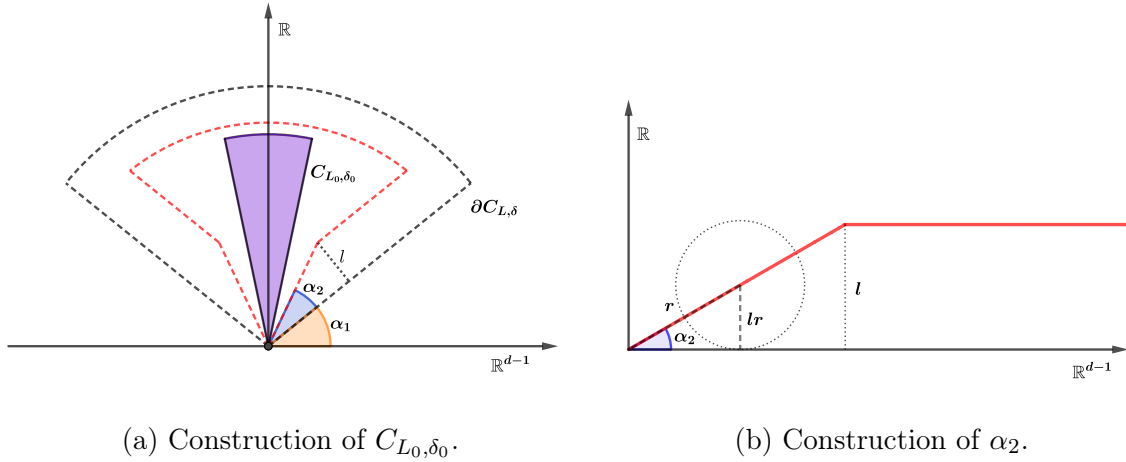 ℝ
C_{L_0,δ_0}
∂C_{L,δ}
l
α_2
α_1
ℝ^{d−1}
(a) Construction of C_{L_0,δ_0}.
ℝ
r
lr
l
α_2
ℝ^{d−1}
(b) Construction of α_2.